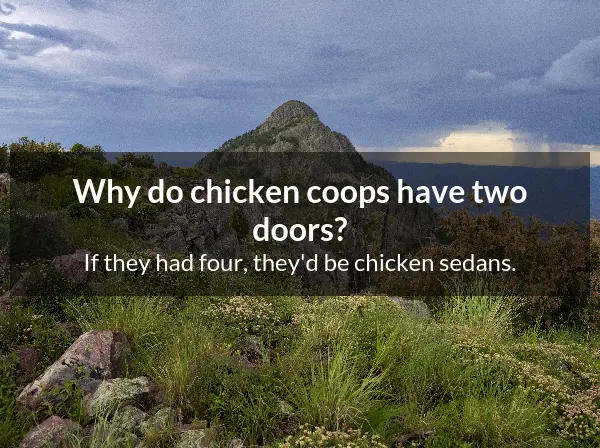 Why do chicken coops have two
doors?
If they had four, they'd be chicken sedans.